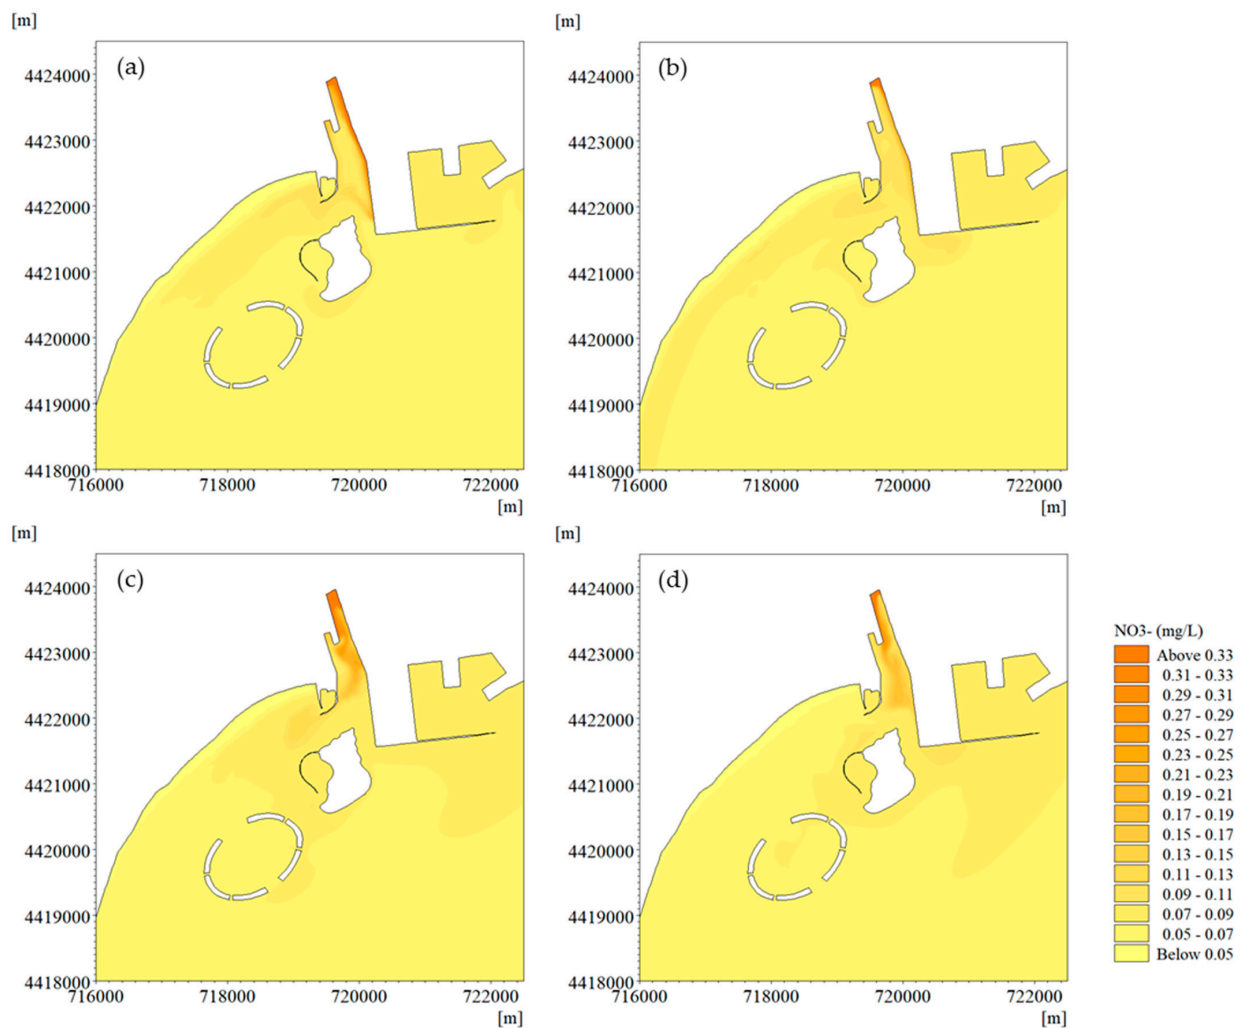 [m]
[m]
(a)
(b)
4424000
4423000
4422000
4421000
4420000
4419000
4418000
4424000
4423000
4422000
4421000
4420000
4419000
4418000
716000
718000
720000
722000
716000
718000
720000
722000
[m]
[m]
[m]
[m]
(c)
(d)
4424000
4423000
4422000
4421000
4420000
4419000
4418000
4424000
4423000
4422000
4421000
4420000
4419000
4418000
716000
718000
720000
722000
716000
718000
720000
722000
[m]
[m]
NO3- (mg/L)
Above 0.33
0.31 - 0.33
0.29 - 0.31
0.27 - 0.29
0.25 - 0.27
0.23 - 0.25
0.21 - 0.23
0.19 - 0.21
0.17 - 0.19
0.15 - 0.17
0.13 - 0.15
0.11 - 0.13
0.09 - 0.11
0.07 - 0.09
0.05 - 0.07
Below 0.05